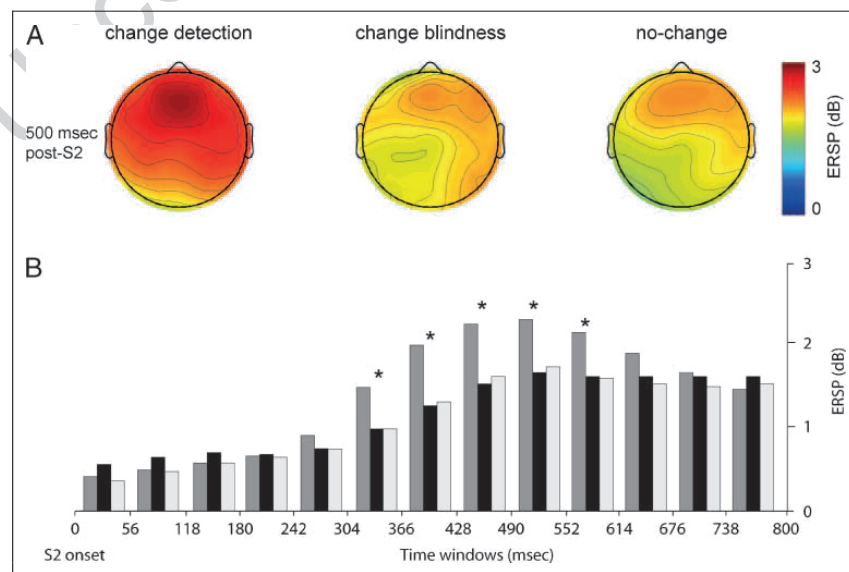 A
change detection
change blindness
no-change
500 msec
post-S2
3
0
ERSP (dB)
B
*
*
*
*
*
3
2
1
0
ERSP (dB)
0 56 118 180 242 304 366 428 490 552 614 676 738 800
S2 onset
Time windows (msec)